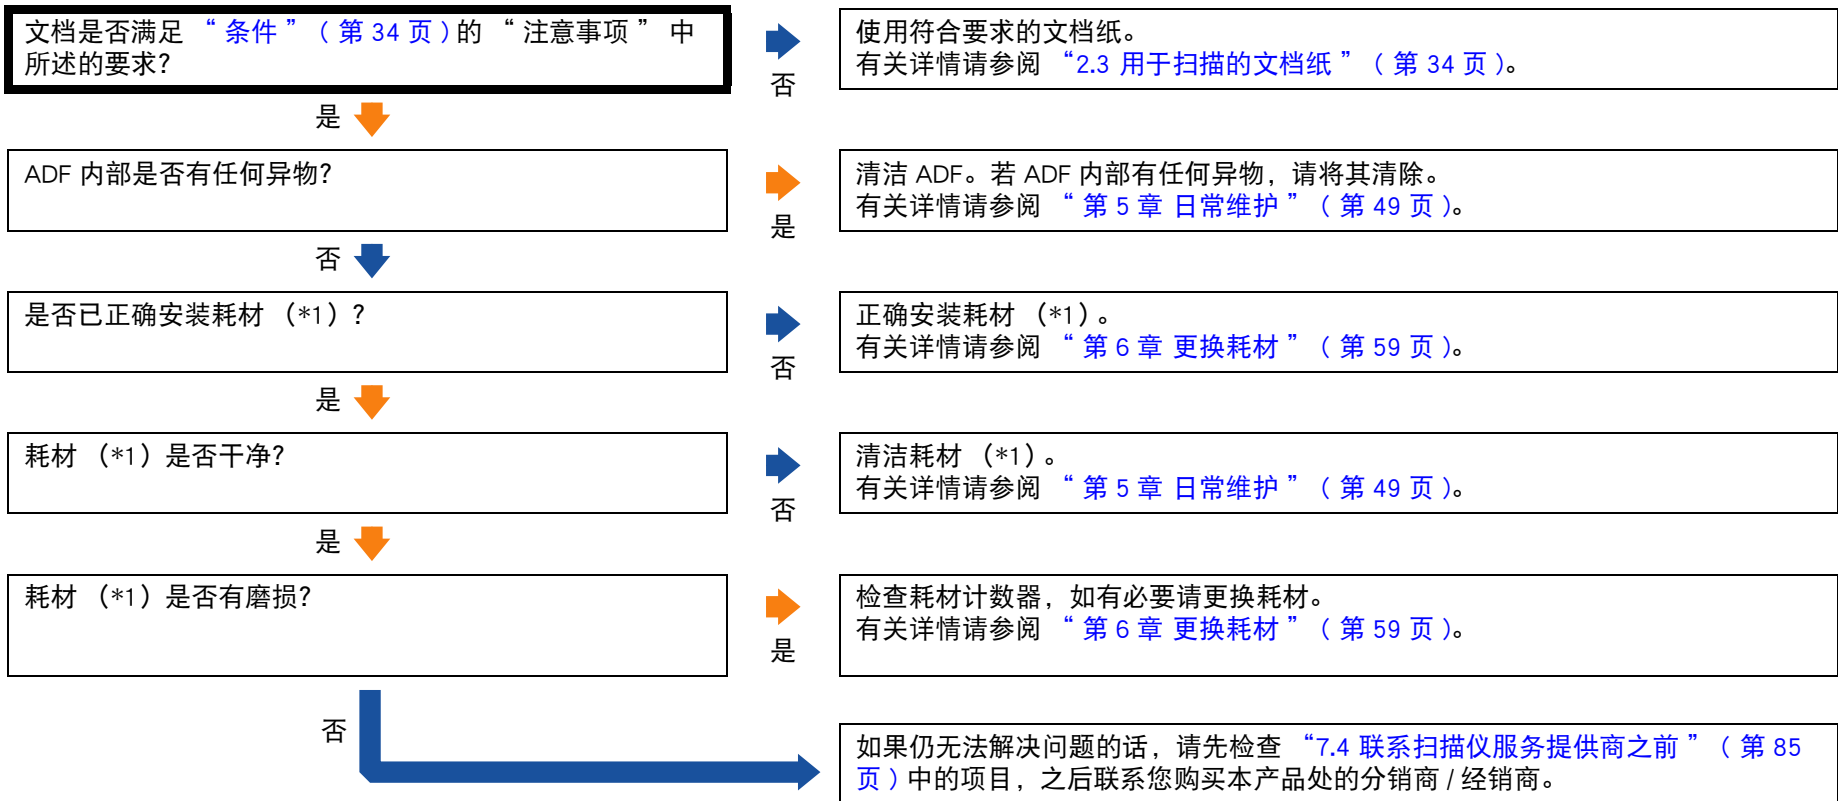 文档是否满足 “ 条件 ” ( 第 34 页 ) 的 “ 注意事项 ” 中
所述的要求?
否
使用符合要求的文档纸。
有关详情请参阅 “2.3 用于扫描的文档纸 ” ( 第 34 页 )。
是
ADF 内部是否有任何异物?
是
清洁 ADF。若 ADF 内部有任何异物，请将其清除。
有关详情请参阅 “ 第 5 章 日常维护 ” ( 第 49 页 )。
否
是否已正确安装耗材 （*1）?
否
正确安装耗材 （*1）。
有关详情请参阅 “ 第 6 章 更换耗材 ” ( 第 59 页 )。
是
耗材 （*1）是否干净?
否
清洁耗材 （*1）。
有关详情请参阅 “ 第 5 章 日常维护 ” ( 第 49 页 )。
是
耗材 （*1）是否有磨损?
是
检查耗材计数器，如有必要请更换耗材。
有关详情请参阅 “ 第 6 章 更换耗材 ” ( 第 59 页 )。
否
如果仍无法解决问题的话，请先检查 “7.4 联系扫描仪服务提供商之前 ” ( 第 85
页 ) 中的项目，之后联系您购买本产品处的分销商 / 经销商。